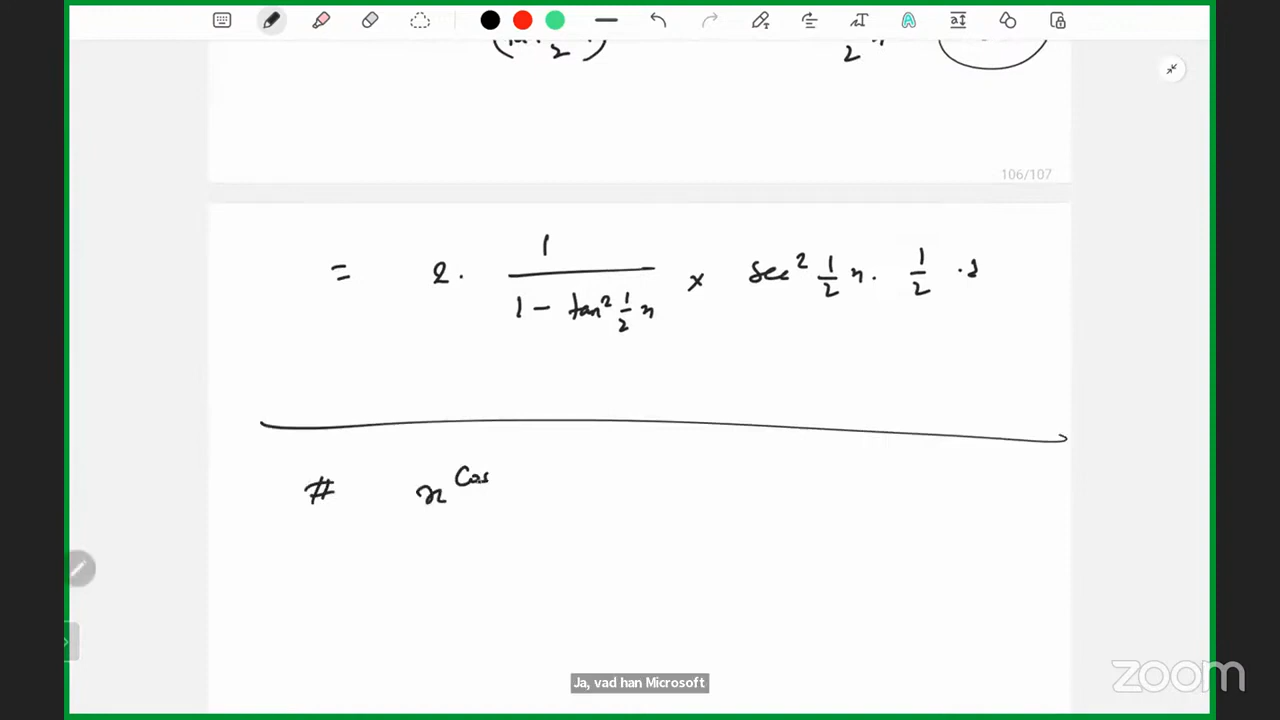 106/107
= 2 · 1 / (1 - tan² 1/2 x) × sec² 1/2 x · 1/2 · 1
# x^Cos
Ja, vad han Microsoft
zoom